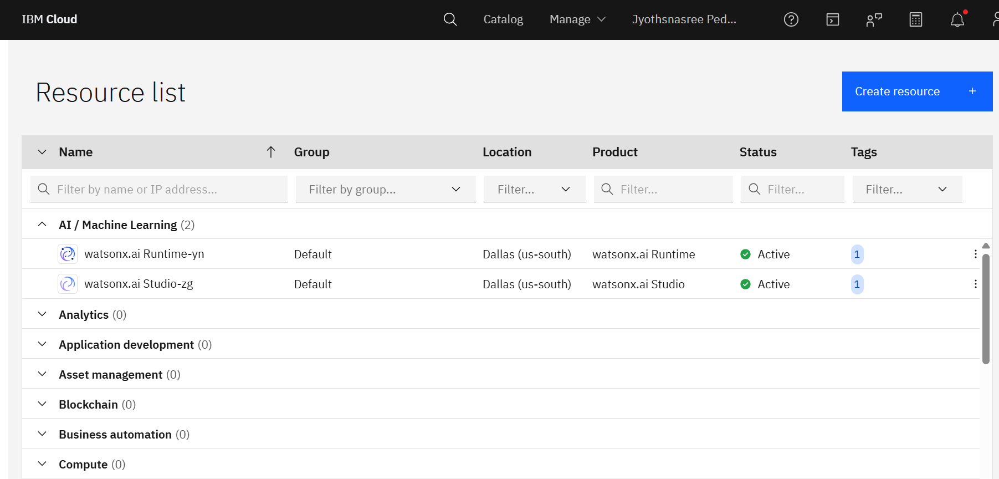 IBM Cloud Catalog Manage Jyothsnasree Ped...
Resource list
Create resource +
Name Group Location Product Status Tags
Filter by name or IP address... Filter by group... Filter... Filter... Filter... Filter...
AI / Machine Learning (2)
watsonx.ai Runtime-yn Default Dallas (us-south) watsonx.ai Runtime Active 1
watsonx.ai Studio-zg Default Dallas (us-south) watsonx.ai Studio Active 1
Analytics (0)
Application development (0)
Asset management (0)
Blockchain (0)
Business automation (0)
Compute (0)